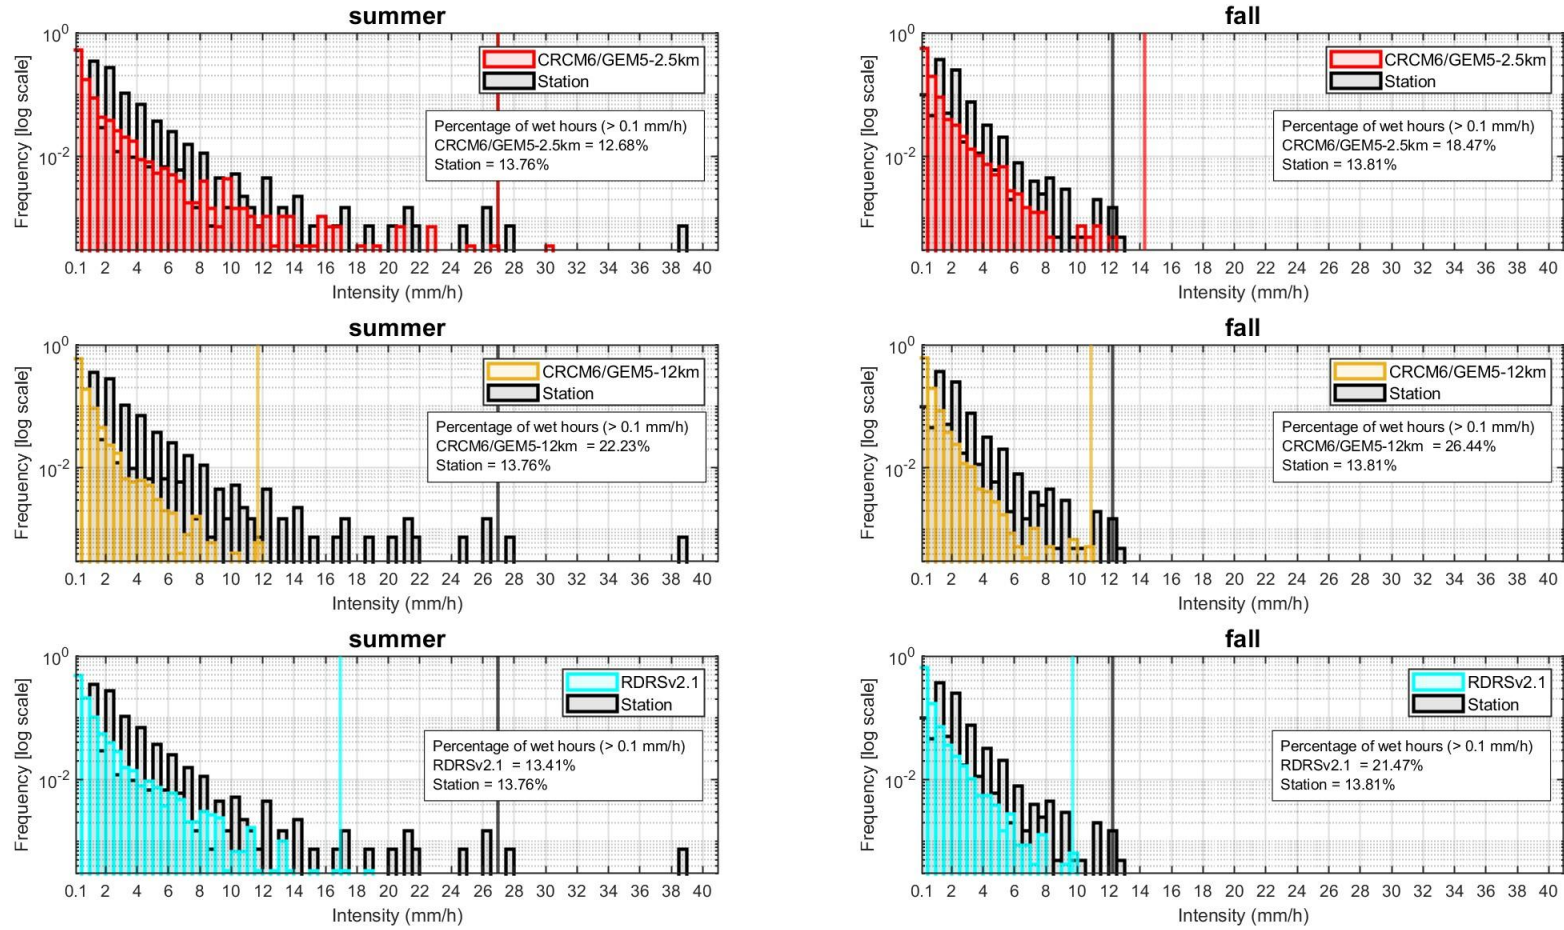 summer
10^0
10^-2
Frequency [log scale]
CRCM6/GEM5-2.5km
Station
Percentage of wet hours (> 0.1 mm/h)
CRCM6/GEM5-2.5km = 12.68%
Station = 13.76%
0.1 2 4 6 8 10 12 14 16 18 20 22 24 26 28 30 32 34 36 38 40
Intensity (mm/h)
fall
10^0
10^-2
Frequency [log scale]
CRCM6/GEM5-2.5km
Station
Percentage of wet hours (> 0.1 mm/h)
CRCM6/GEM5-2.5km = 18.47%
Station = 13.81%
0.1 2 4 6 8 10 12 14 16 18 20 22 24 26 28 30 32 34 36 38 40
Intensity (mm/h)
summer
10^0
10^-2
Frequency [log scale]
CRCM6/GEM5-12km
Station
Percentage of wet hours (> 0.1 mm/h)
CRCM6/GEM5-12km = 22.23%
Station = 13.76%
0.1 2 4 6 8 10 12 14 16 18 20 22 24 26 28 30 32 34 36 38 40
Intensity (mm/h)
fall
10^0
10^-2
Frequency [log scale]
CRCM6/GEM5-12km
Station
Percentage of wet hours (> 0.1 mm/h)
CRCM6/GEM5-12km = 26.44%
Station = 13.81%
0.1 2 4 6 8 10 12 14 16 18 20 22 24 26 28 30 32 34 36 38 40
Intensity (mm/h)
summer
10^0
10^-2
Frequency [log scale]
RDRSv2.1
Station
Percentage of wet hours (> 0.1 mm/h)
RDRSv2.1 = 13.41%
Station = 13.76%
0.1 2 4 6 8 10 12 14 16 18 20 22 24 26 28 30 32 34 36 38 40
Intensity (mm/h)
fall
10^0
10^-2
Frequency [log scale]
RDRSv2.1
Station
Percentage of wet hours (> 0.1 mm/h)
RDRSv2.1 = 21.47%
Station = 13.81%
0.1 2 4 6 8 10 12 14 16 18 20 22 24 26 28 30 32 34 36 38 40
Intensity (mm/h)